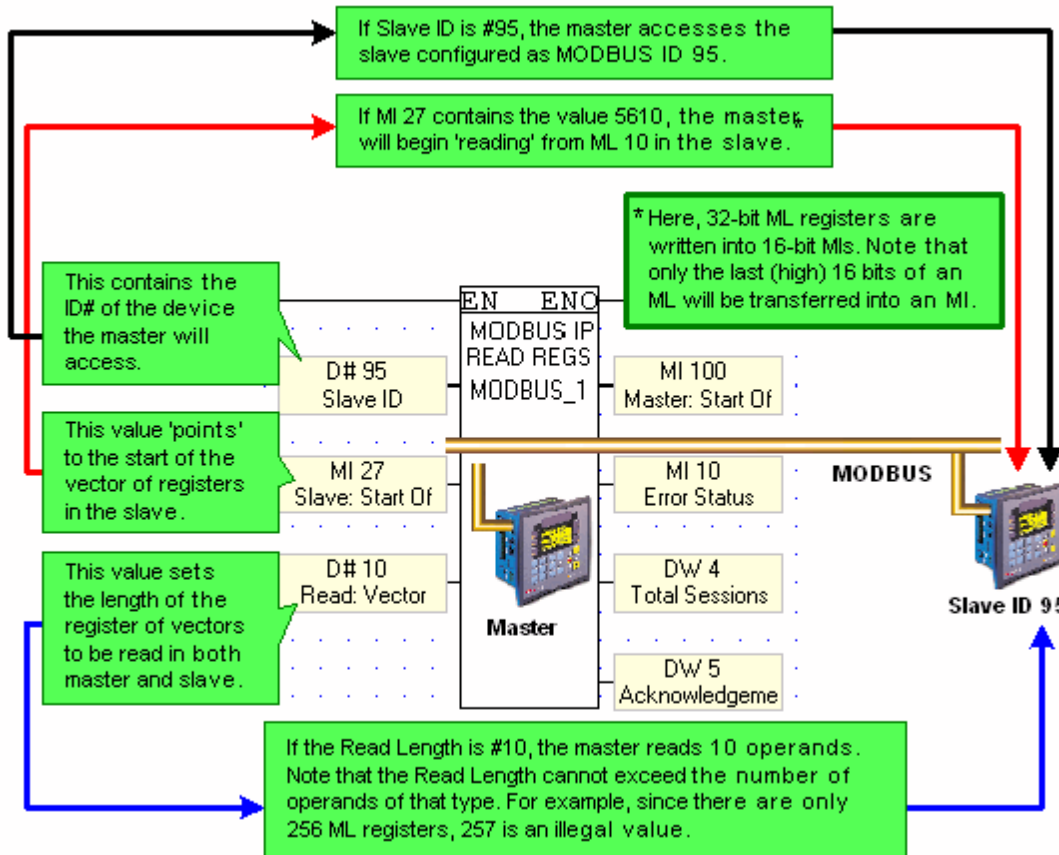 If Slave ID is #95, the master accesses the
slave configured as MODBUS ID 95.
If MI 27 contains the value 5610, the master*
will begin 'reading' from ML 10 in the slave.
* Here, 32-bit ML registers are
written into 16-bit MIs. Note that
only the last (high) 16 bits of an
ML will be transferred into an MI.
This contains the
ID# of the device
the master will
access.
EN ENO
MODBUS IP
READ REGS
MODBUS_1
D# 95
Slave ID
MI 100
Master: Start Of
This value 'points'
to the start of the
vector of registers
in the slave.
MI 27
Slave: Start Of
MI 10
Error Status
MODBUS
This value sets
the length of the
register of vectors
to be read in both
master and slave.
D# 10
Read: Vector
Master
DW 4
Total Sessions
Slave ID 95
DW 5
Acknowledgeme
If the Read Length is #10, the master reads 10 operands.
Note that the Read Length cannot exceed the number of
operands of that type. For example, since there are only
256 ML registers, 257 is an illegal value.